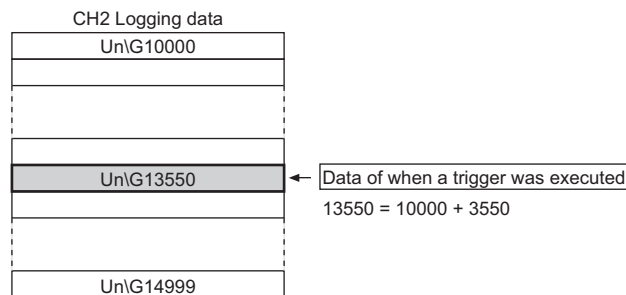 CH2 Logging data
Un\G10000
Un\G13550
Data of when a trigger was executed
13550 = 10000 + 3550
Un\G14999